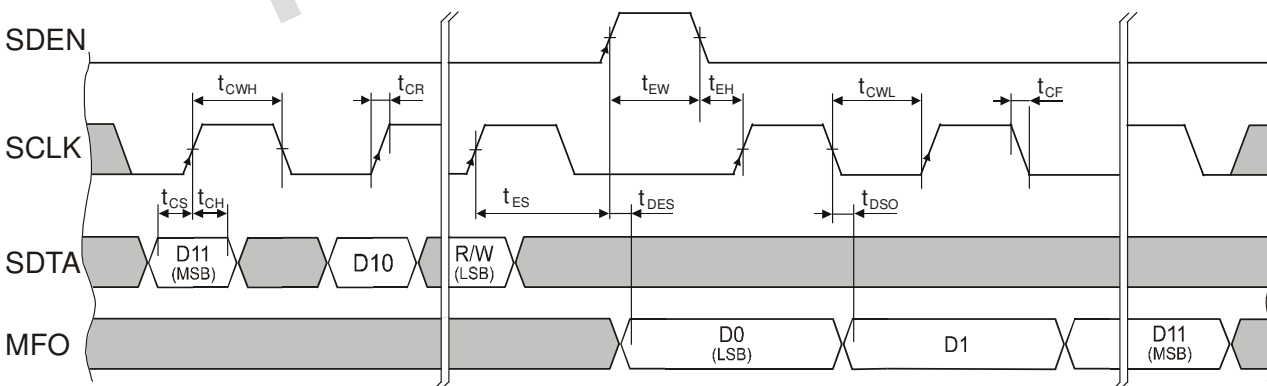 SDEN
t_CWH
t_CR
t_EW
t_EH
t_CWL
t_CF
SCLK
t_CS
t_CH
t_ES
t_DES
t_DSO
SDTA
D11
(MSB)
D10
R/W
(LSB)
MFO
D0
(LSB)
D1
D11
(MSB)